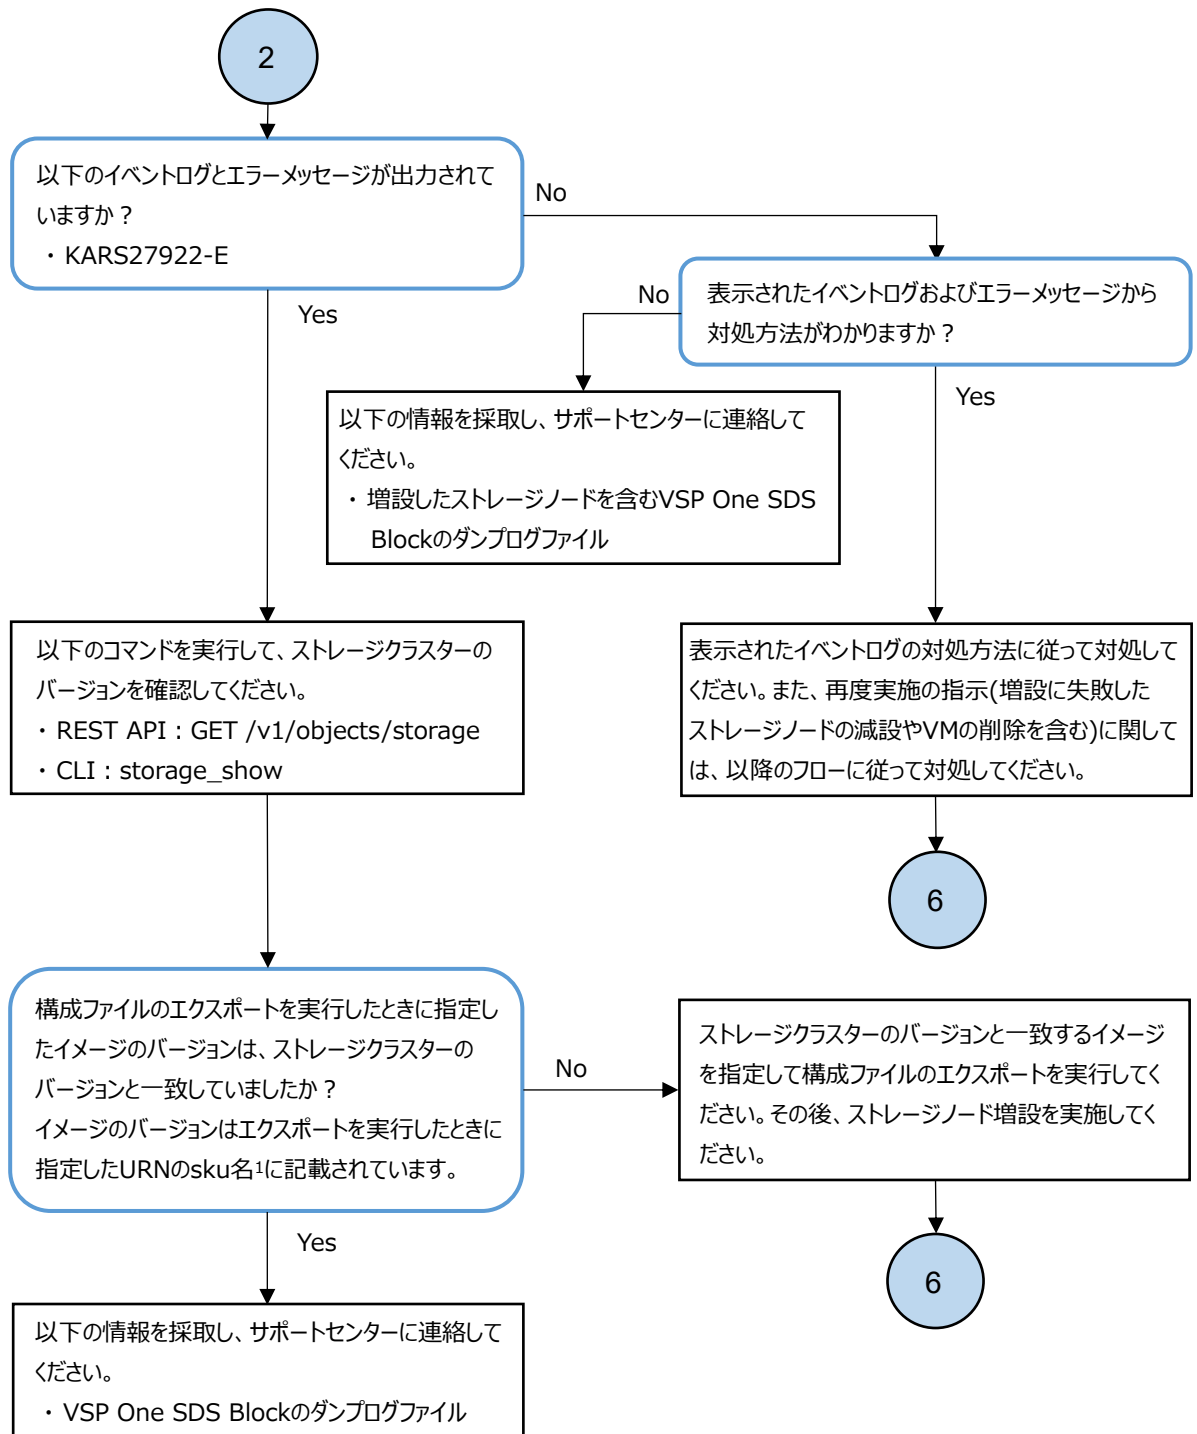 2
以下のイベントログとエラーメッセージが出力されて
いますか？
・KARS27922-E
No
Yes
表示されたイベントログおよびエラーメッセージから
対処方法がわかりますか？
No
Yes
以下の情報を採取し、サポートセンターに連絡して
ください。
・増設したストレージノードを含むVSP One SDS
Blockのダンプログファイル
以下のコマンドを実行して、ストレージクラスターの
バージョンを確認してください。
・REST API：GET /v1/objects/storage
・CLI：storage_show
表示されたイベントログの対処方法に従って対処して
ください。また、再度実施の指示(増設に失敗した
ストレージノードの減設やVMの削除を含む)に関して
は、以降のフローに従って対処してください。
6
構成ファイルのエクスポートを実行したときに指定し
たイメージのバージョンは、ストレージクラスターの
バージョンと一致していましたか？
イメージのバージョンはエクスポートを実行したときに
指定したURNのsku名1に記載されています。
No
Yes
ストレージクラスターのバージョンと一致するイメージ
を指定して構成ファイルのエクスポートを実行してく
ださい。その後、ストレージノード増設を実施してく
ださい。
6
以下の情報を採取し、サポートセンターに連絡して
ください。
・VSP One SDS Blockのダンプログファイル